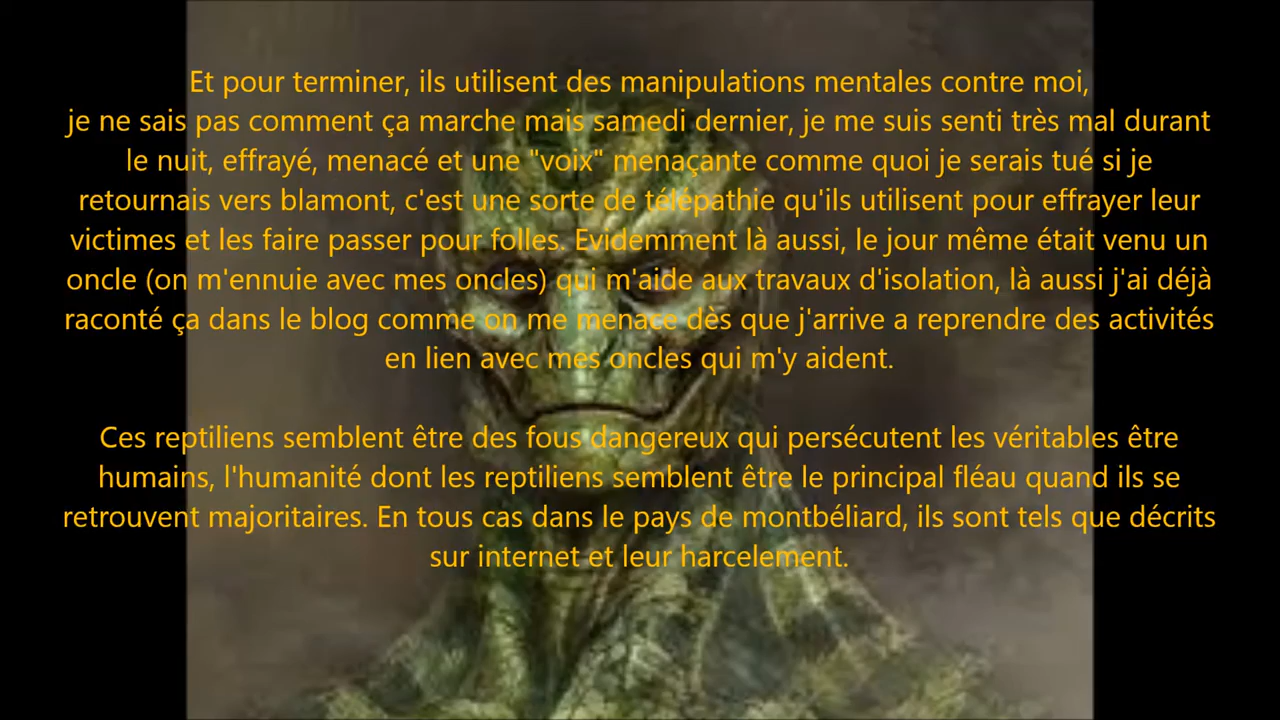 Et pour terminer, ils utilisent des manipulations mentales contre moi,
je ne sais pas comment ça marche mais samedi dernier, je me suis senti très mal durant
le nuit, effrayé, menacé et une "voix" menaçante comme quoi je serais tué si je
retournais vers blamont, c'est une sorte de télépathie qu'ils utilisent pour effrayer leur
victimes et les faire passer pour folles. Evidemment là aussi, le jour même était venu un
oncle (on m'ennuie avec mes oncles) qui m'aide aux travaux d'isolation, là aussi j'ai déjà
raconté ça dans le blog comme on me menace dès que j'arrive a reprendre des activités
en lien avec mes oncles qui m'y aident.
Ces reptiliens semblent être des fous dangereux qui persécutent les véritables être
humains, l'humanité dont les reptiliens semblent être le principal fléau quand ils se
retrouvent majoritaires. En tous cas dans le pays de montbéliard, ils sont tels que décrits
sur internet et leur harcelement.